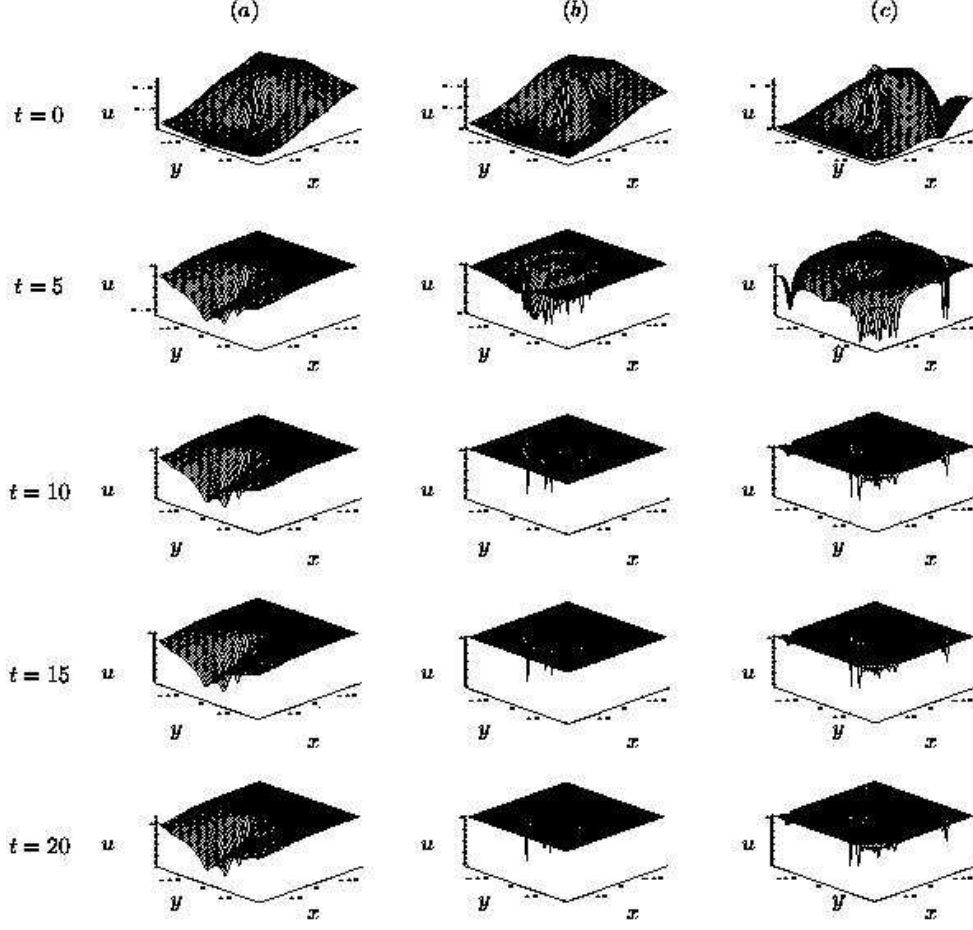 (a) (b) (c)
t = 0 u u u
y x y x y x
t = 5 u u u
y x y x y x
t = 10 u u u
y x y x y x
t = 15 u u u
y x y x y x
t = 20 u u u
y x y x y x